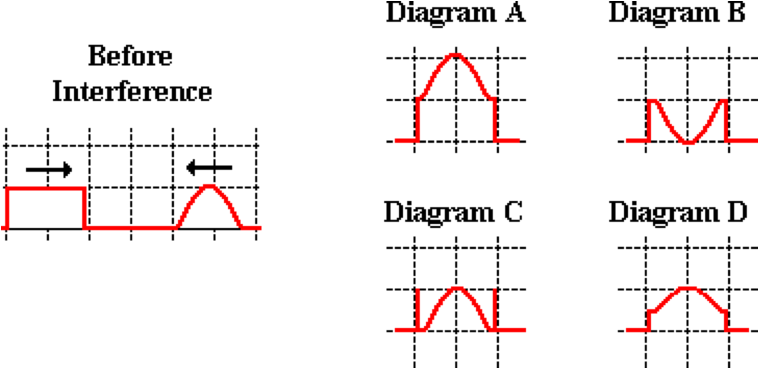 Diagram A
Diagram B
Before
Interference
Diagram C
Diagram D